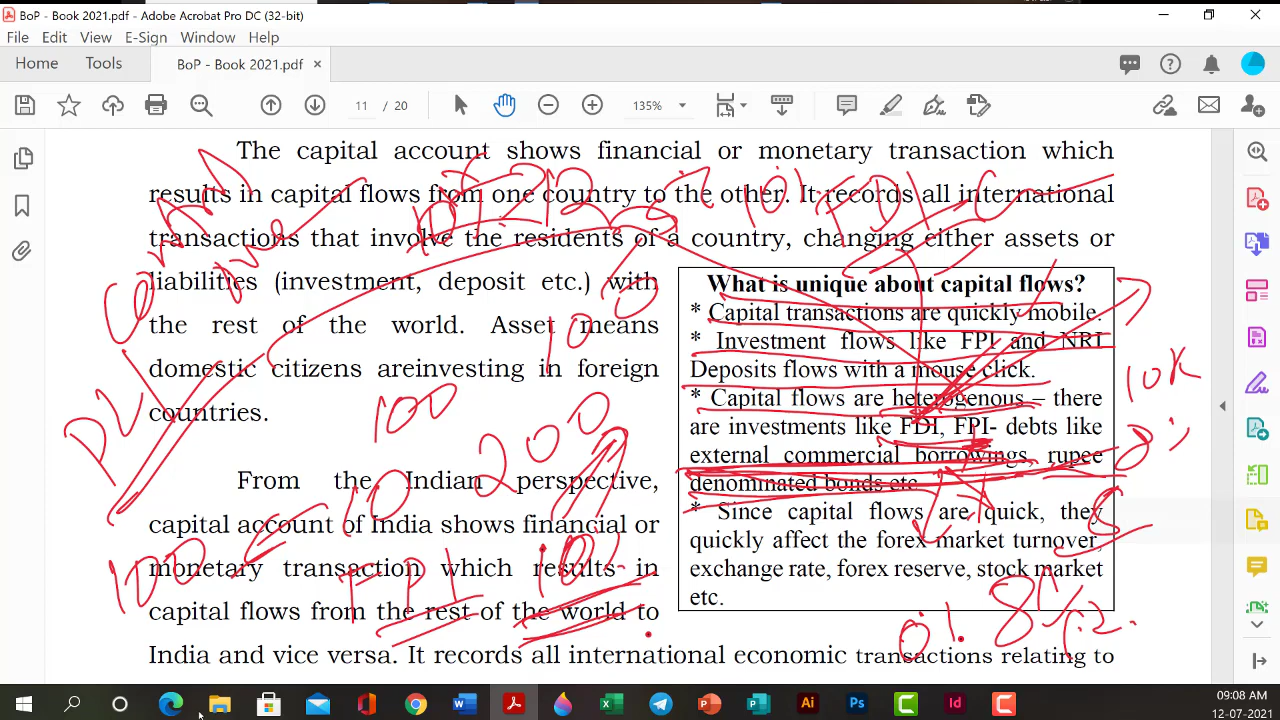 BoP - Book 2021.pdf - Adobe Acrobat Pro DC (32-bit)
File Edit View E-Sign Window Help
Home Tools BoP - Book 2021.pdf ×
11 / 20 135%
The capital account shows financial or monetary transaction which
results in capital flows from one country to the other. It records all international
transactions that involve the residents of a country, changing either assets or
liabilities (investment, deposit etc.) with
the rest of the world. Asset means
domestic citizens areinvesting in foreign
countries.
From the Indian perspective,
capital account of India shows financial or
monetary transaction which results in
capital flows from the rest of the world to
India and vice versa. It records all international economic transactions relating to
What is unique about capital flows?
* Capital transactions are quickly mobile.
* Investment flows like FPI and NRI
Deposits flows with a mouse click.
* Capital flows are heterogenous – there
are investments like FDI, FPI- debts like
external commercial borrowings, rupee
denominated bonds etc.
* Since capital flows are quick, they
quickly affect the forex market turnover,
exchange rate, forex reserve, stock market
etc.
FDI
10K
100
100
200
10
100
FPI
100
09:08 AM
12-07-2021